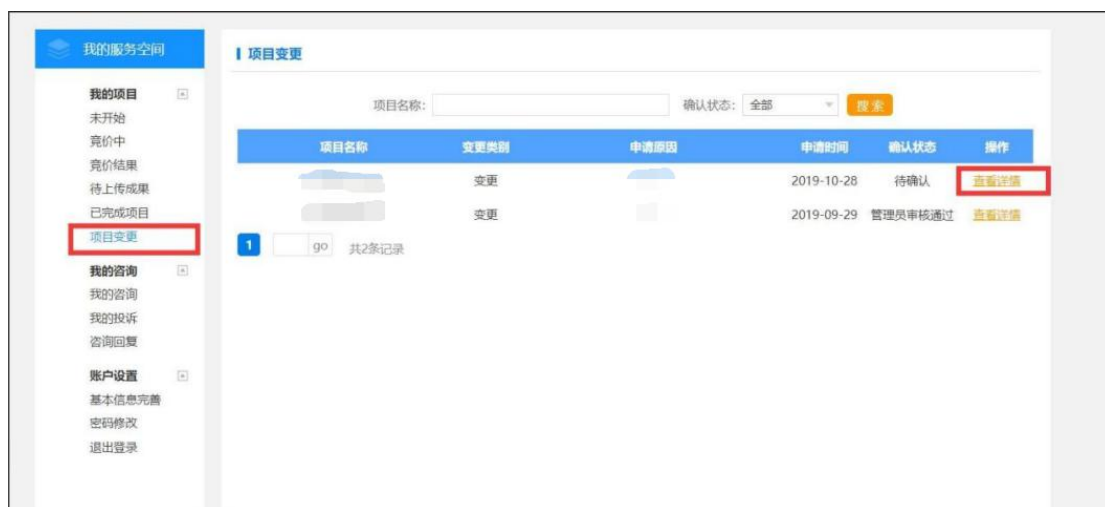 我的服务空间
我的项目
未开始
竞价中
竞价结果
待上传成果
已完成项目
项目变更
我的咨询
我的咨询
我的投诉
咨询回复
账户设置
基本信息完善
密码修改
退出登录
项目变更
项目名称: 确认状态: 全部 搜索
项目名称 变更类别 申请原因 申请时间 确认状态 操作
变更 2019-10-28 待确认 查看详情
变更 2019-09-29 管理员审核通过 查看详情
1 go 共2条记录